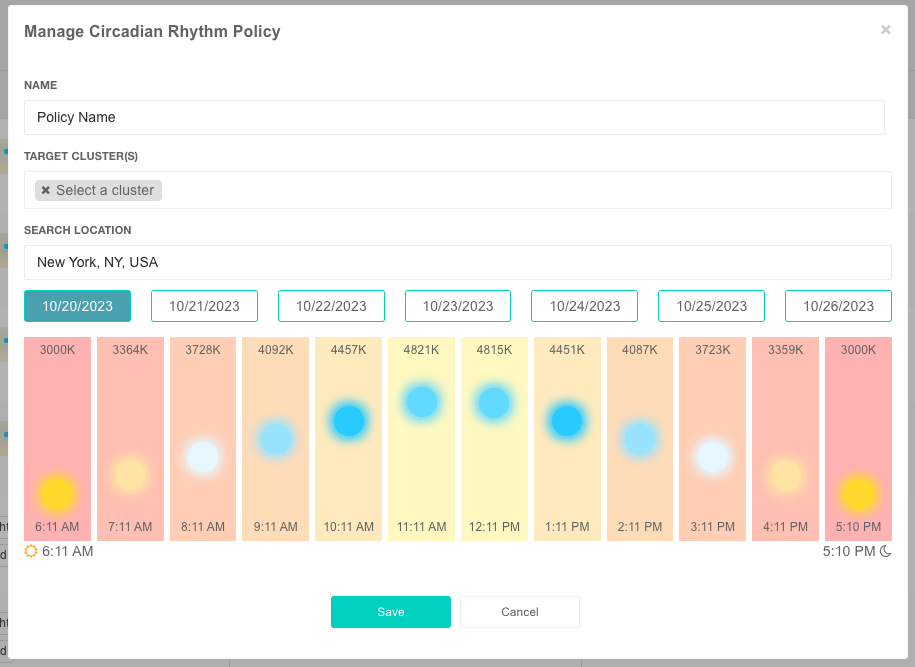 Manage Circadian Rhythm Policy
×
NAME
Policy Name
TARGET CLUSTER(S)
× Select a cluster
SEARCH LOCATION
New York, NY, USA
10/20/2023 10/21/2023 10/22/2023 10/23/2023 10/24/2023 10/25/2023 10/26/2023
3000K 3364K 3728K 4092K 4457K 4821K 4815K 4451K 4087K 3723K 3359K 3000K
6:11 AM 7:11 AM 8:11 AM 9:11 AM 10:11 AM 11:11 AM 12:11 PM 1:11 PM 2:11 PM 3:11 PM 4:11 PM 5:10 PM
6:11 AM 5:10 PM
Save Cancel